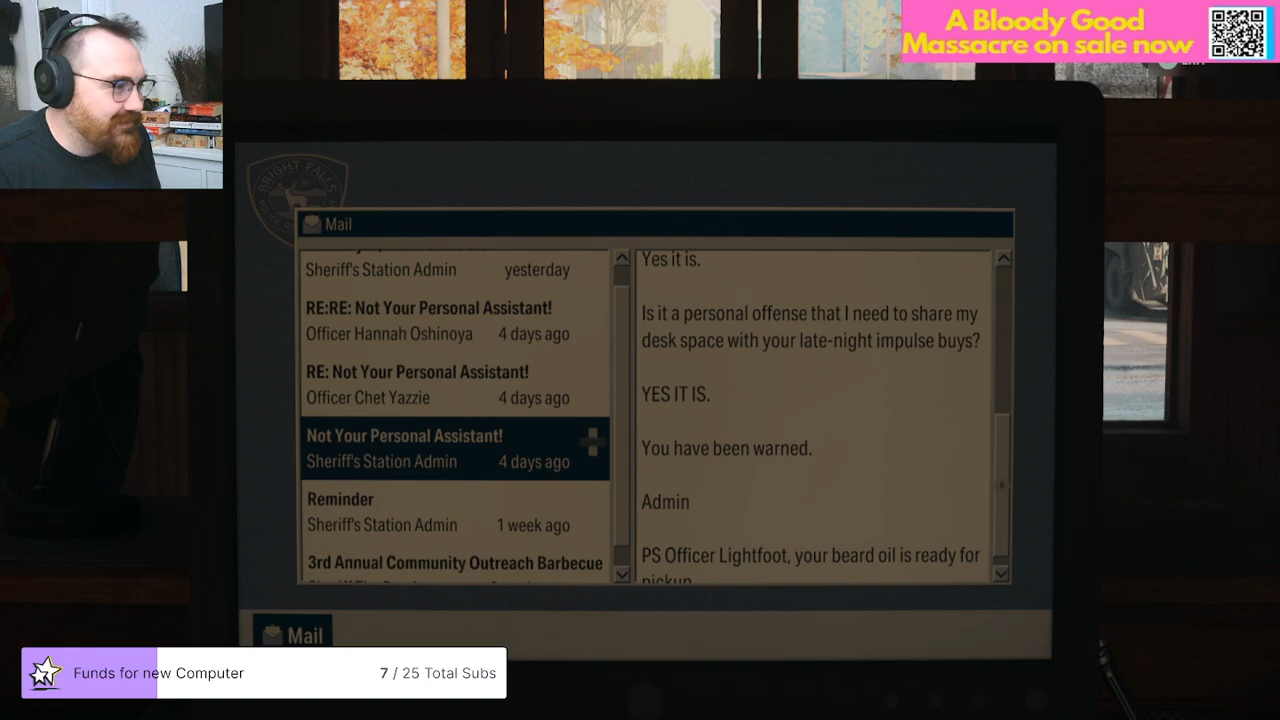 A Bloody Good
Massacre on sale now
BRIGHT FALLS
Mail
Sheriff's Station Admin yesterday
RE:RE: Not Your Personal Assistant!
Officer Hannah Oshinoya 4 days ago
RE: Not Your Personal Assistant!
Officer Chet Yazzie 4 days ago
Not Your Personal Assistant!
Sheriff's Station Admin 4 days ago
Reminder
Sheriff's Station Admin 1 week ago
3rd Annual Community Outreach Barbecue
Yes it is.
Is it a personal offense that I need to share my
desk space with your late-night impulse buys?
YES IT IS.
You have been warned.
Admin
PS Officer Lightfoot, your beard oil is ready for
pickup
Mail
Funds for new Computer 7 / 25 Total Subs